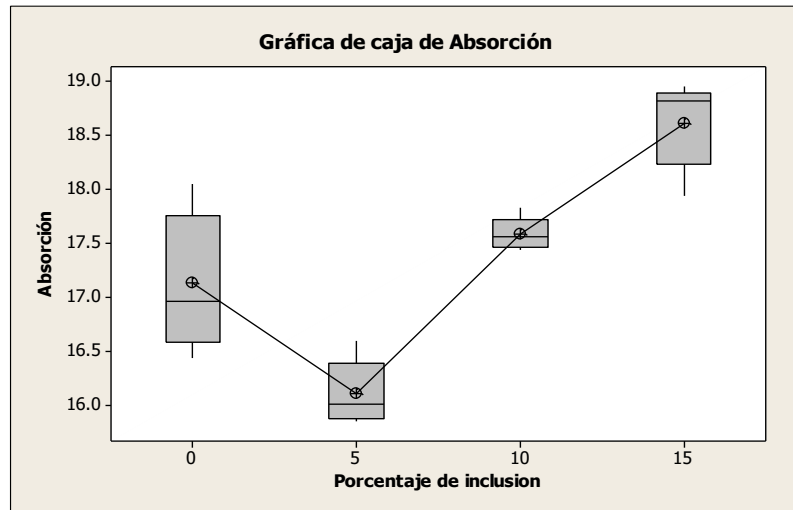 Gráfica de caja de Absorción
19.0
18.5
18.0
17.5
17.0
16.5
16.0
Absorción
0 5 10 15
Porcentaje de inclusion